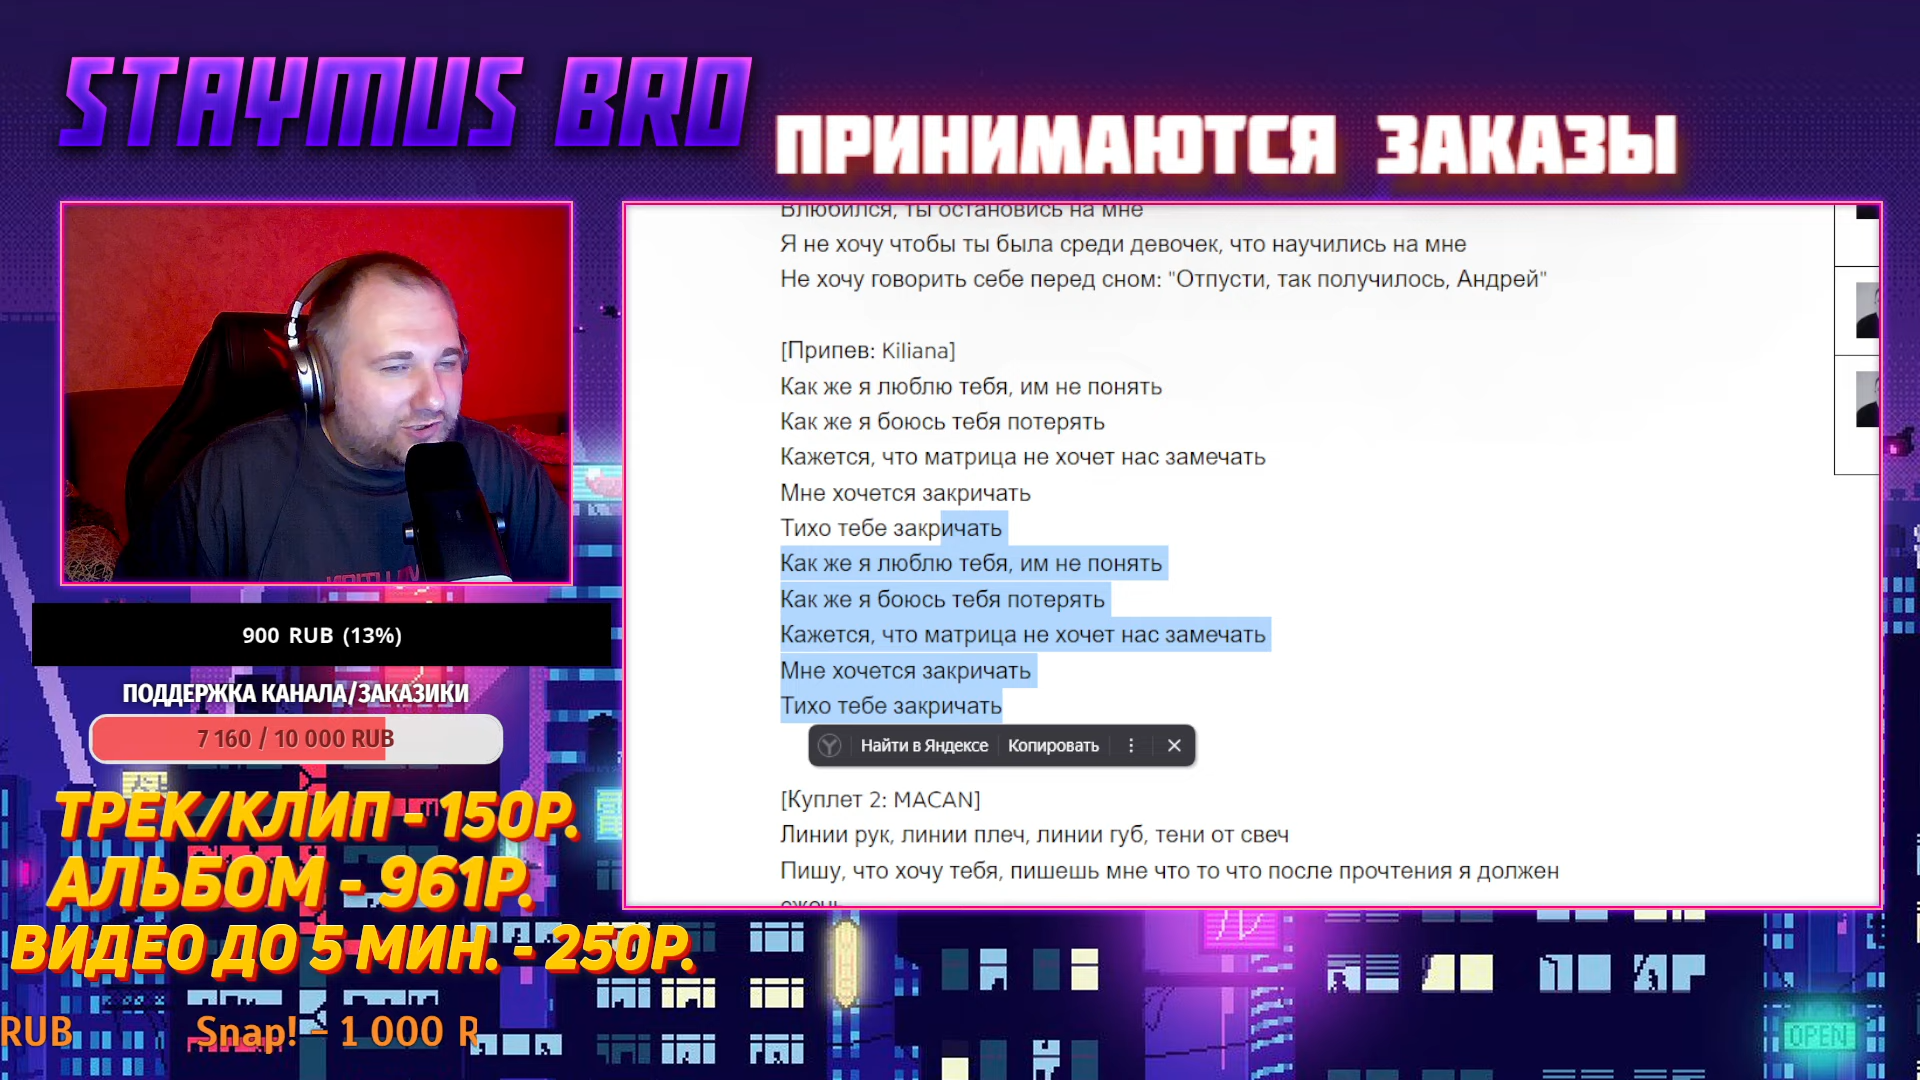 STAYMUS BRO
ПРИНИМАЮТСЯ ЗАКАЗЫ
Влюбился, ты остановись на мне
Я не хочу чтобы ты была среди девочек, что научились на мне
Не хочу говорить себе перед сном: "Отпусти, так получилось, Андрей"
[Припев: Kiliana]
Как же я люблю тебя, им не понять
Как же я боюсь тебя потерять
Кажется, что матрица не хочет нас замечать
Мне хочется закричать
Тихо тебе закричать
Как же я люблю тебя, им не понять
Как же я боюсь тебя потерять
Кажется, что матрица не хочет нас замечать
Мне хочется закричать
Тихо тебе закричать
Найти в Яндексе Копировать
[Куплет 2: MACAN]
Линии рук, линии плеч, линии губ, тени от свеч
Пишу, что хочу тебя, пишешь мне что то что после прочтения я должен
900 RUB (13%)
ПОДДЕРЖКА КАНАЛА/ЗАКАЗИКИ
7 160 / 10 000 RUB
ТРЕК/КЛИП - 150Р.
АЛЬБОМ - 961Р.
ВИДЕО ДО 5 МИН. - 250Р.
RUB Snap! - 1 000 R
OPEN